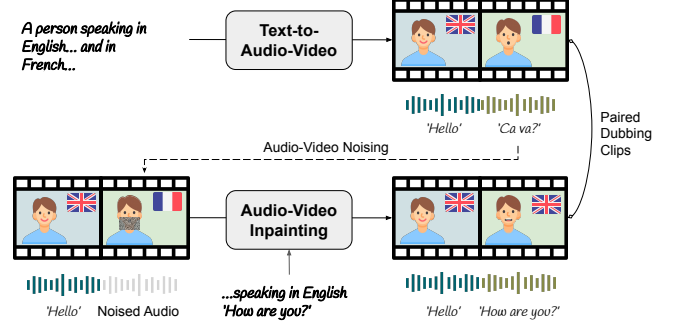 A person speaking in
English... and in
French...
Text-to-
Audio-Video
'Hello'
'Ca va?'
Paired
Dubbing
Clips
Audio-Video Noising
Audio-Video
Inpainting
'Hello'
Noised Audio
...speaking in English
'How are you?'
'Hello'
'How are you?'